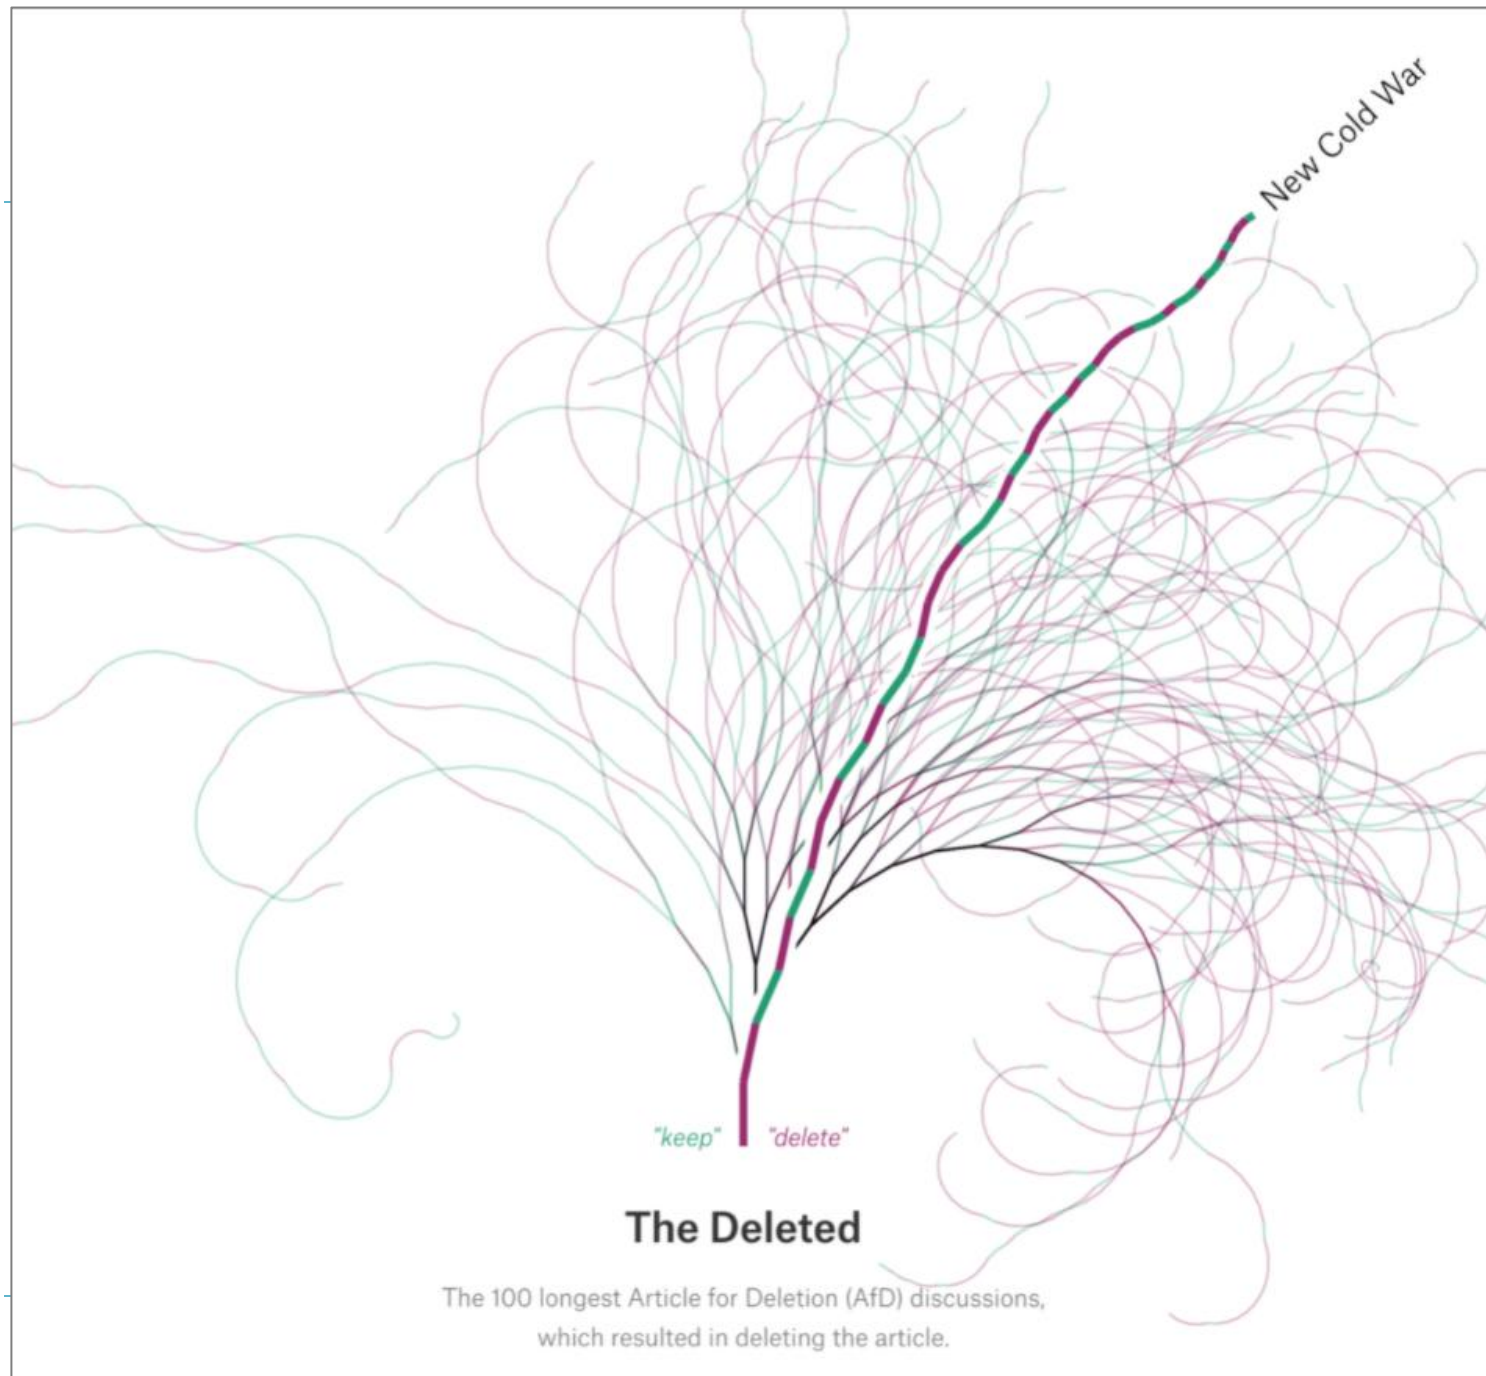 New Cold War
"keep" "delete"
The Deleted
The 100 longest Article for Deletion (AfD) discussions,
which resulted in deleting the article.